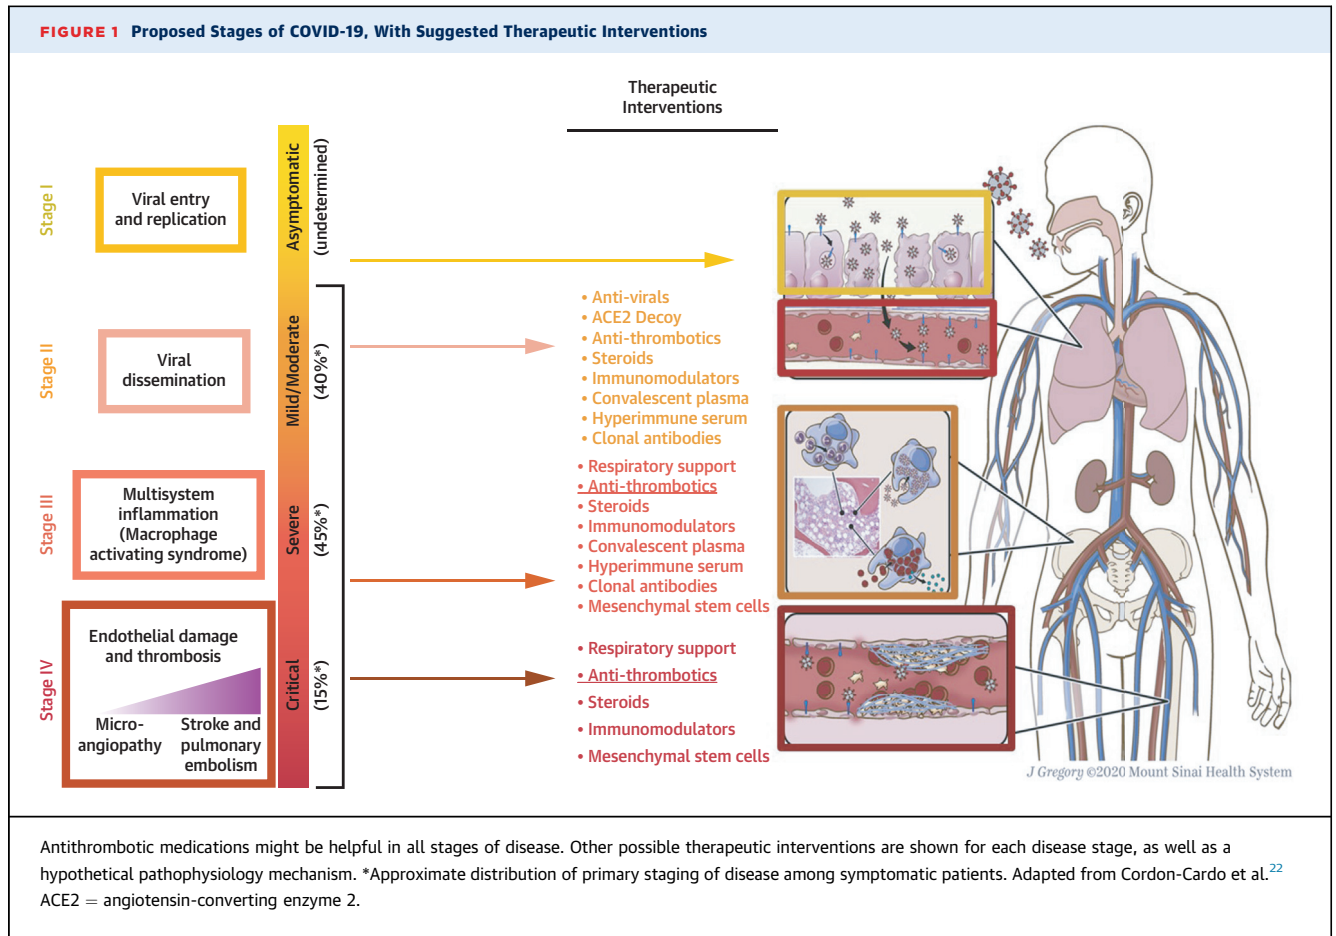 FIGURE 1 Proposed Stages of COVID-19, With Suggested Therapeutic Interventions
Therapeutic
Interventions
Stage I
Viral entry
and replication
Asymptomatic
(undetermined)
Stage II
Viral
dissemination
Mild/Moderate
(40%*)
• Anti-virals
• ACE2 Decoy
• Anti-thrombotics
• Steroids
• Immunomodulators
• Convalescent plasma
• Hyperimmune serum
• Clonal antibodies
Stage III
Multisystem
inflammation
(Macrophage
activating syndrome)
Severe
(45%*)
• Respiratory support
• Anti-thrombotics
• Steroids
• Immunomodulators
• Convalescent plasma
• Hyperimmune serum
• Clonal antibodies
• Mesenchymal stem cells
Stage IV
Endothelial damage
and thrombosis
Micro-
angiopathy
Stroke and
pulmonary
embolism
Critical
(15%*)
• Respiratory support
• Anti-thrombotics
• Steroids
• Immunomodulators
• Mesenchymal stem cells
J Gregory ©2020 Mount Sinai Health System
Antithrombotic medications might be helpful in all stages of disease. Other possible therapeutic interventions are shown for each disease stage, as well as a
hypothetical pathophysiology mechanism. *Approximate distribution of primary staging of disease among symptomatic patients. Adapted from Cordon-Cardo et al.22
ACE2 = angiotensin-converting enzyme 2.